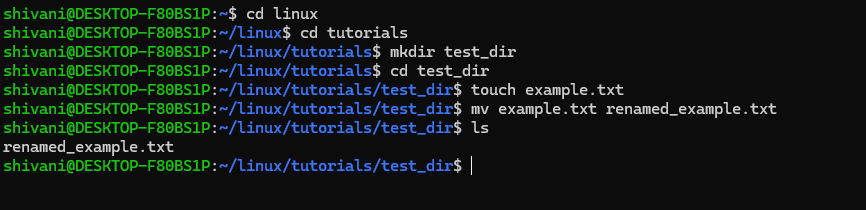 shivani@DESKTOP-F80BS1P:~$ cd linux
shivani@DESKTOP-F80BS1P:~/linux$ cd tutorials
shivani@DESKTOP-F80BS1P:~/linux/tutorials$ mkdir test_dir
shivani@DESKTOP-F80BS1P:~/linux/tutorials$ cd test_dir
shivani@DESKTOP-F80BS1P:~/linux/tutorials/test_dir$ touch example.txt
shivani@DESKTOP-F80BS1P:~/linux/tutorials/test_dir$ mv example.txt renamed_example.txt
shivani@DESKTOP-F80BS1P:~/linux/tutorials/test_dir$ ls
renamed_example.txt
shivani@DESKTOP-F80BS1P:~/linux/tutorials/test_dir$